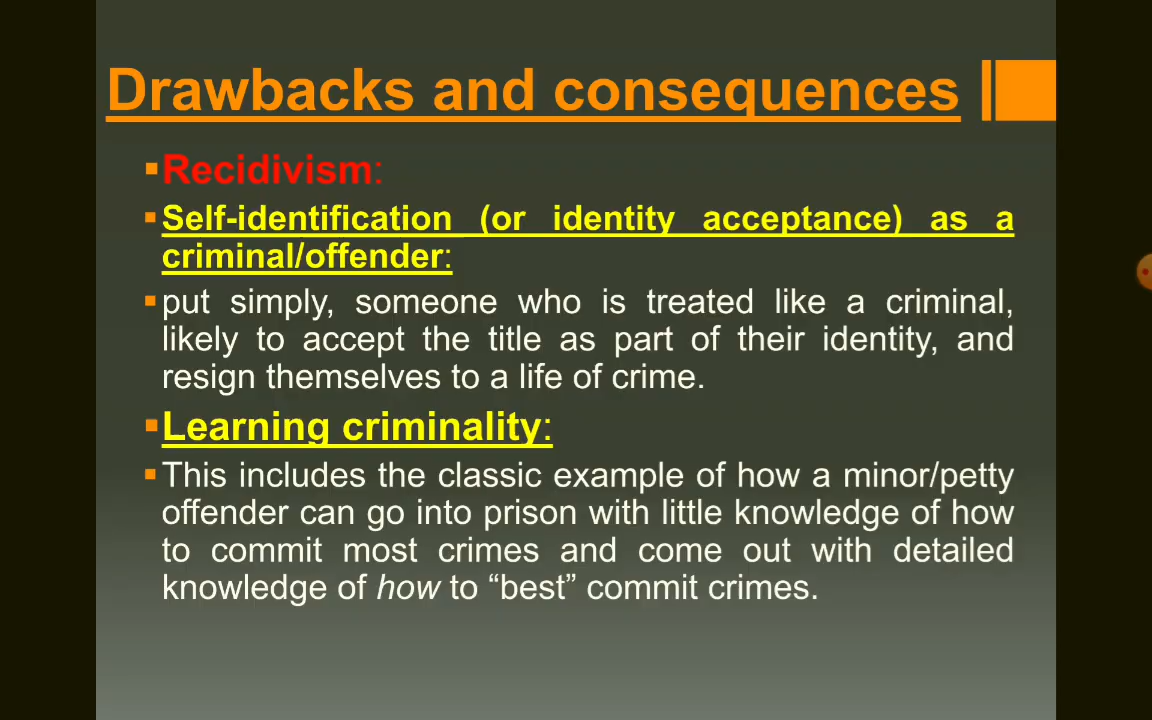 Drawbacks and consequences
Recidivism:
Self-identification (or identity acceptance) as a
criminal/offender:
put simply, someone who is treated like a criminal,
likely to accept the title as part of their identity, and
resign themselves to a life of crime.
Learning criminality:
This includes the classic example of how a minor/petty
offender can go into prison with little knowledge of how
to commit most crimes and come out with detailed
knowledge of how to “best” commit crimes.